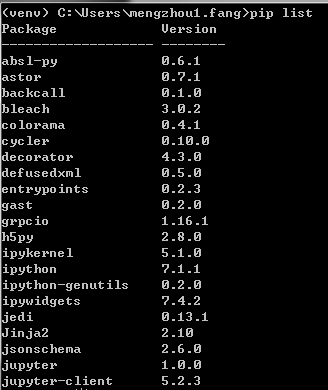 (venv) C:\Users\mengzhou1.fang>pip list
Package Version
------------------- --------
absl-py 0.6.1
astor 0.7.1
backcall 0.1.0
bleach 3.0.2
colorama 0.4.1
cycler 0.10.0
decorator 4.3.0
defusedxml 0.5.0
entrypoints 0.2.3
gast 0.2.0
grpcio 1.16.1
h5py 2.8.0
ipykernel 5.1.0
ipython 7.1.1
ipython-genutils 0.2.0
ipywidgets 7.4.2
jedi 0.13.1
Jinja2 2.10
jsonschema 2.6.0
jupyter 1.0.0
jupyter-client 5.2.3